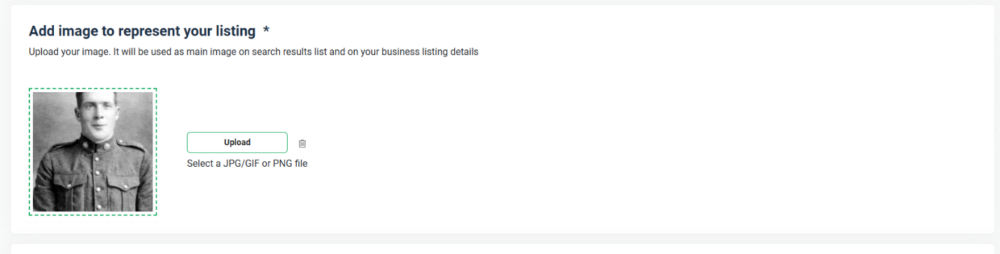 Add image to represent your listing *
Upload your image. It will be used as main image on search results list and on your business listing details
Upload
Select a JPG/GIF or PNG file